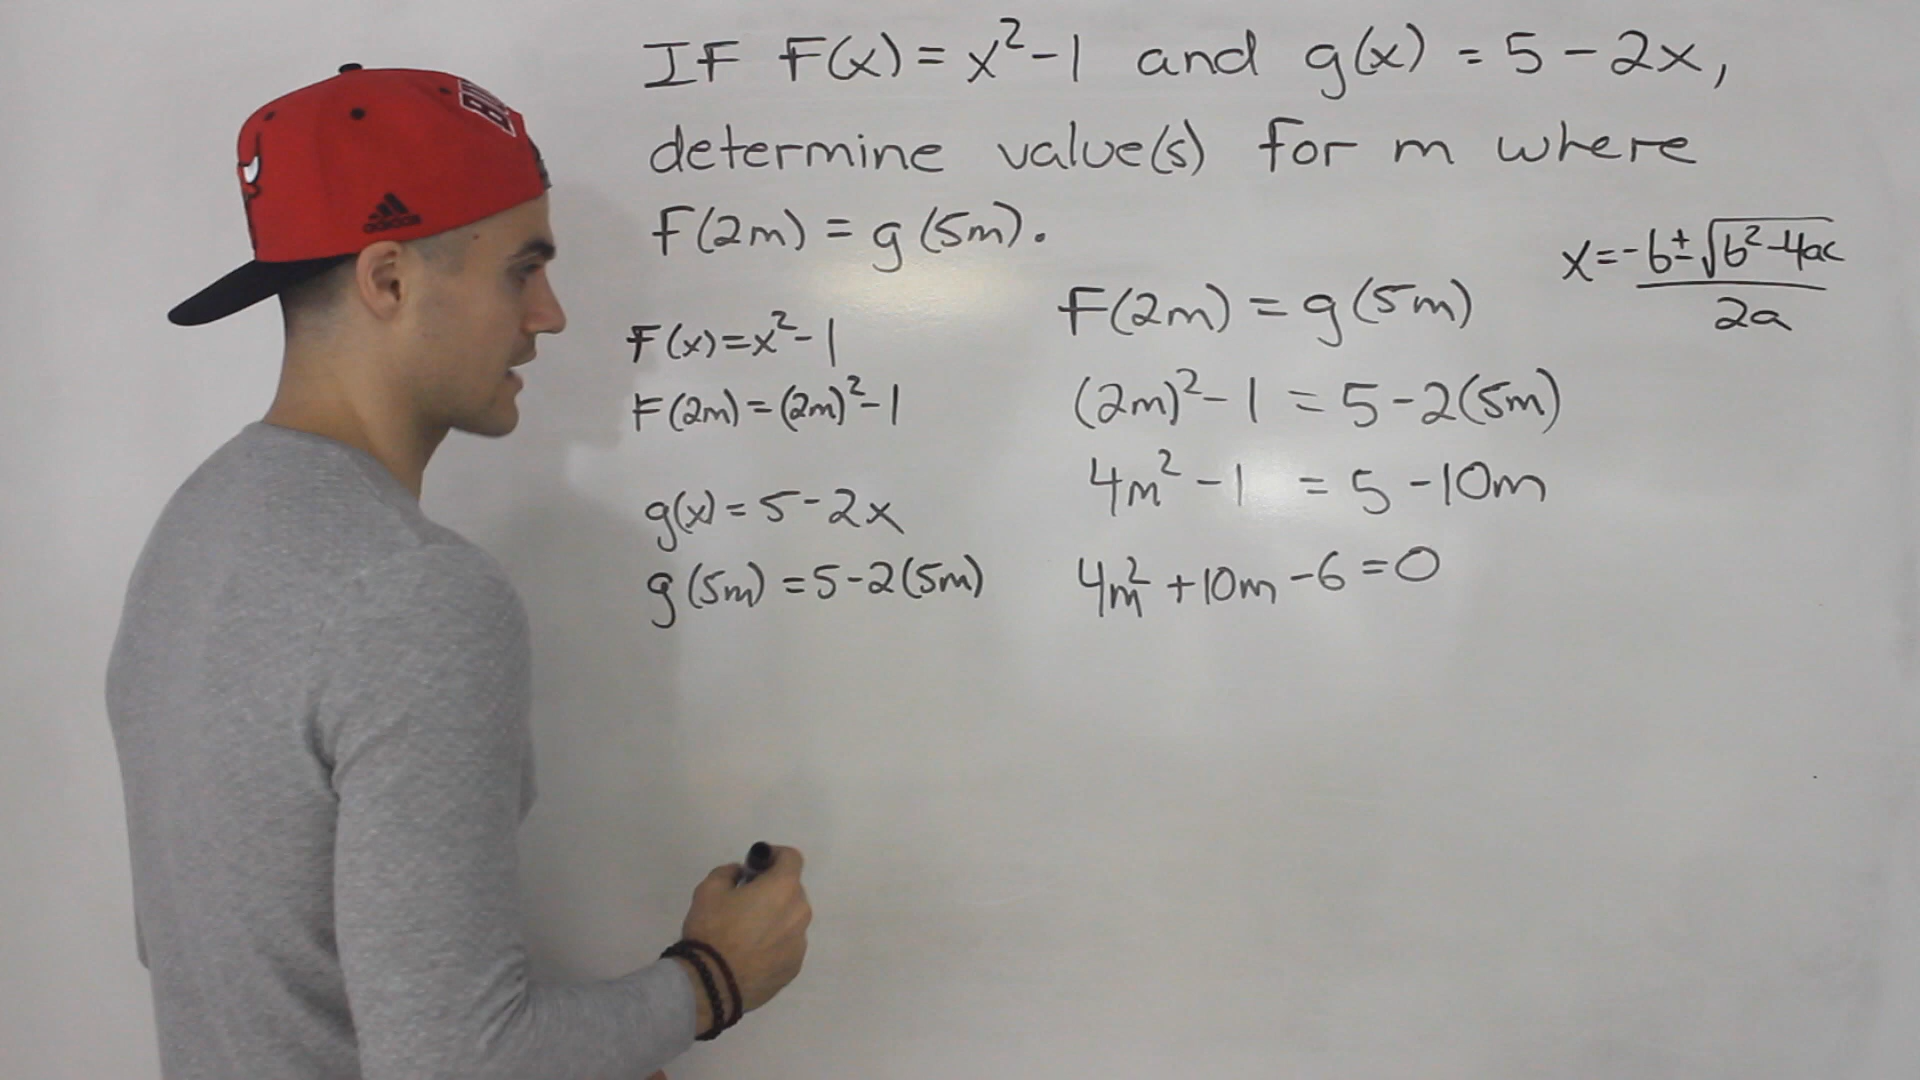 IF F(x) = x² - 1 and g(x) = 5 - 2x,
determine value(s) for m where
F(2m) = g(5m).
x = -b ± √b² - 4ac
2a
F(x) = x² - 1
F(2m) = (2m)² - 1
g(x) = 5 - 2x
g(5m) = 5 - 2(5m)
F(2m) = g(5m)
(2m)² - 1 = 5 - 2(5m)
4m² - 1 = 5 - 10m
4m² + 10m - 6 = 0
adidas